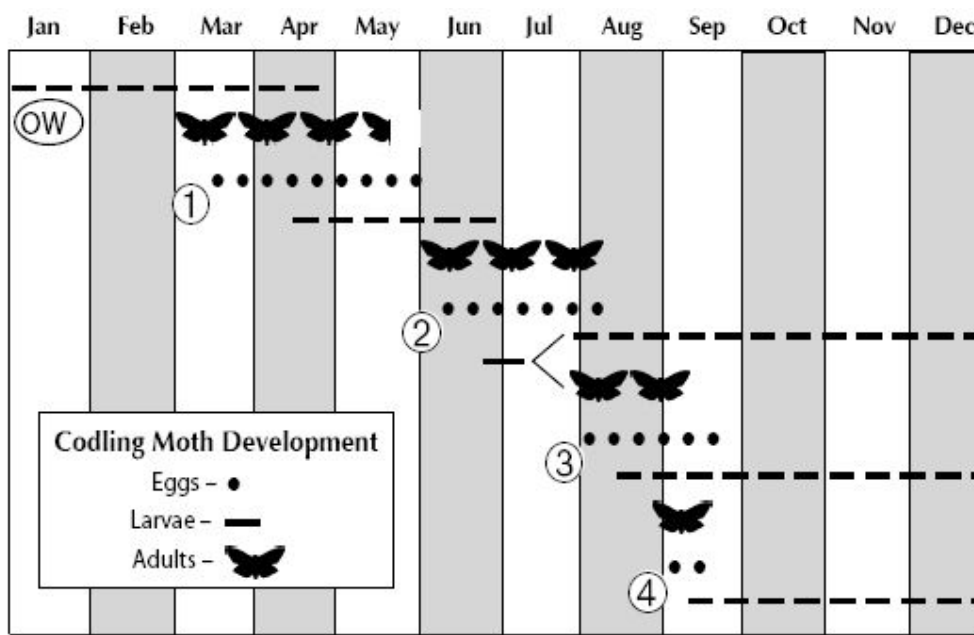 Jan Feb Mar Apr May Jun Jul Aug Sep Oct Nov Dec
OW
1
2
3
4
Codling Moth Development
Eggs –
Larvae –
Adults –